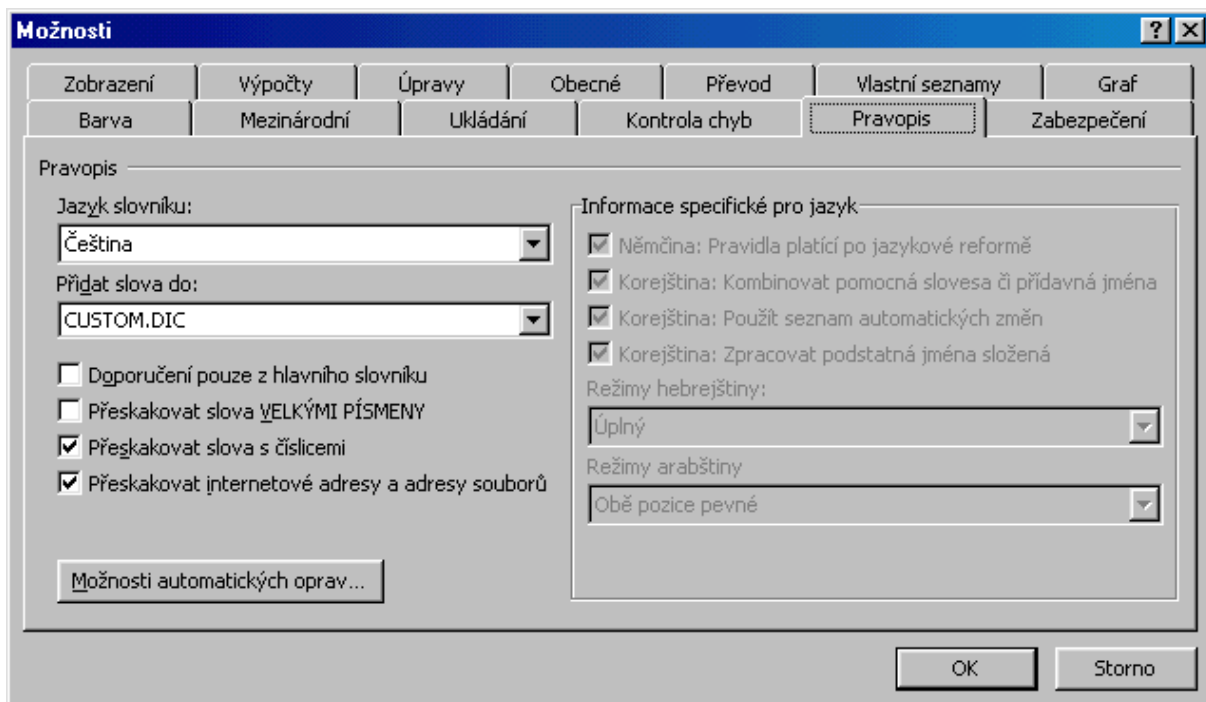 Možnosti
Zobrazení Výpočty Úpravy Obecné Převod Vlastní seznamy Graf
Barva Mezinárodní Ukládání Kontrola chyb Pravopis Zabezpečení
Pravopis
Jazyk slovníku:
Čeština
Přidat slova do:
CUSTOM.DIC
Doporučení pouze z hlavního slovníku
Přeskakovat slova VELKÝMI PÍSMENY
Přeskakovat slova s číslicemi
Přeskakovat internetové adresy a adresy souborů
Možnosti automatických oprav...
Informace specifické pro jazyk
Němčina: Pravidla platící po jazykové reformě
Korejština: Kombinovat pomocná slovesa či přídavná jména
Korejština: Použít seznam automatických změn
Korejština: Zpracovat podstatná jména složená
Režimy hebrejštiny:
Úplný
Režimy arabštiny
Obě pozice pevné
OK Storno